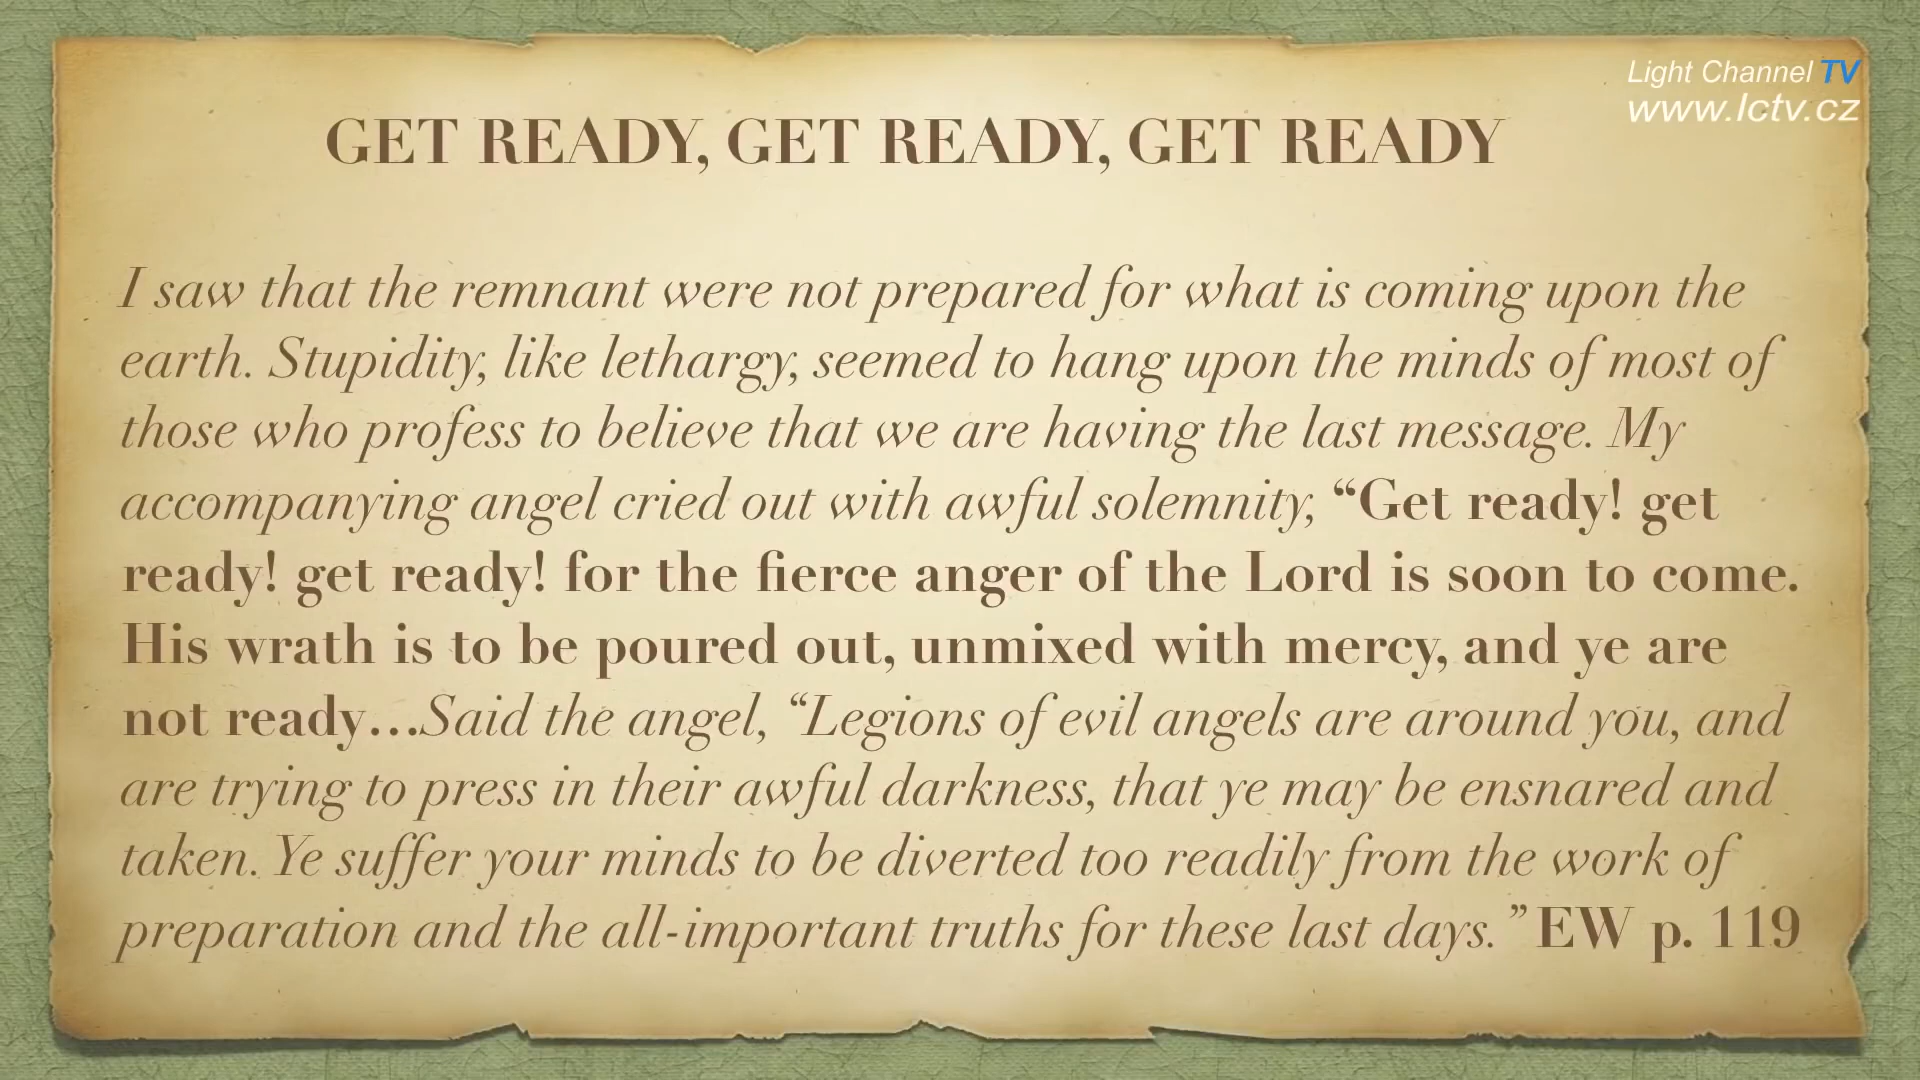 Light Channel TV
www.lctv.cz
GET READY, GET READY, GET READY
I saw that the remnant were not prepared for what is coming upon the
earth. Stupidity, like lethargy, seemed to hang upon the minds of most of
those who profess to believe that we are having the last message. My
accompanying angel cried out with awful solemnity, “Get ready! get
ready! get ready! for the fierce anger of the Lord is soon to come.
His wrath is to be poured out, unmixed with mercy, and ye are
not ready…Said the angel, “Legions of evil angels are around you, and
are trying to press in their awful darkness, that ye may be ensnared and
taken. Ye suffer your minds to be diverted too readily from the work of
preparation and the all-important truths for these last days.” EW p. 119